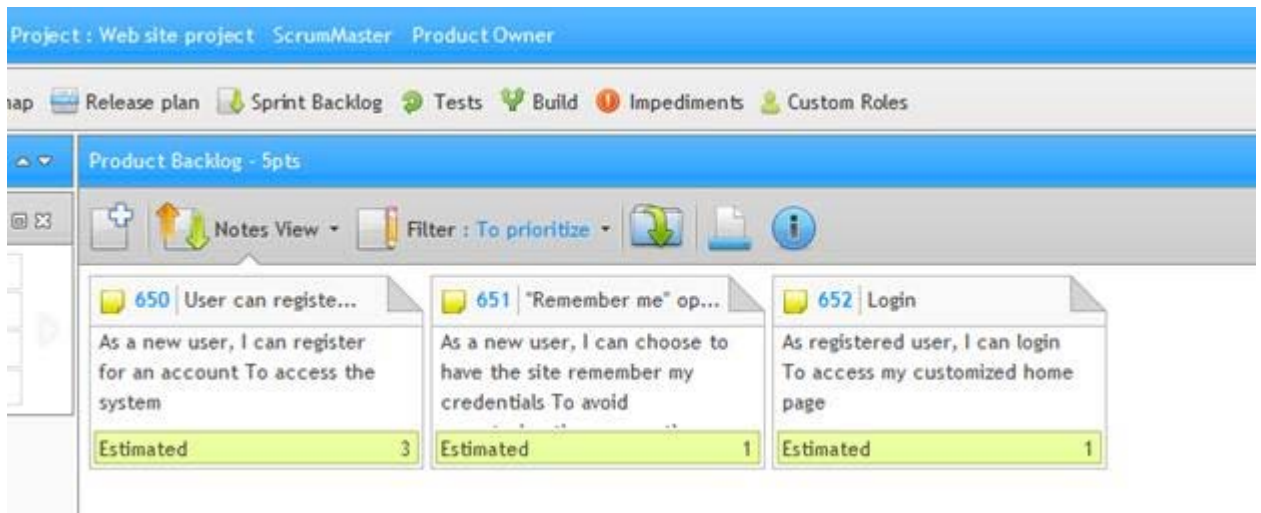 Project : Web site project ScrumMaster Product Owner
Release plan Sprint Backlog Tests Build Impediments Custom Roles
Product Backlog - 5pts
Notes View Filter : To prioritize
650 User can registe...
As a new user, I can register
for an account To access the
system
Estimated 3
651 "Remember me" op...
As a new user, I can choose to
have the site remember my
credentials To avoid
Estimated 1
652 Login
As registered user, I can login
To access my customized home
page
Estimated 1